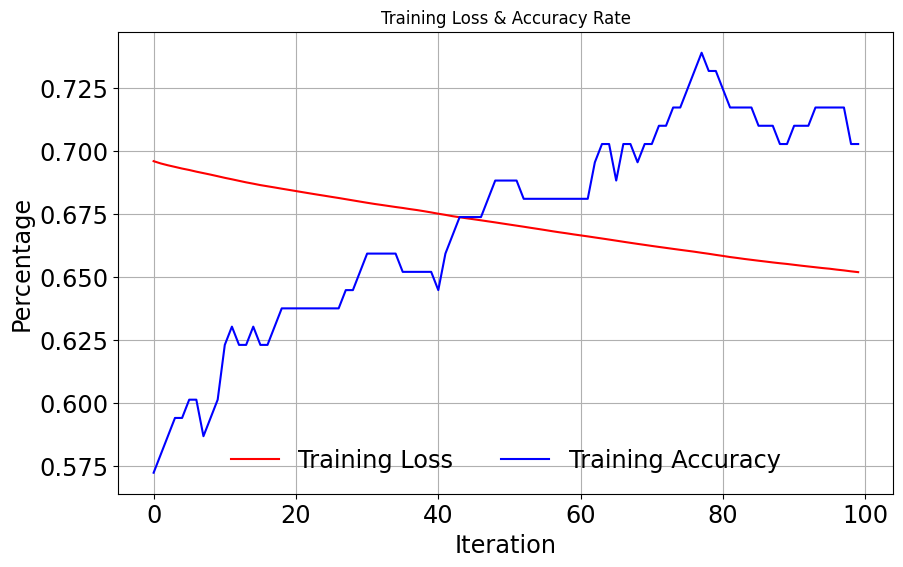 Training Loss & Accuracy Rate
Percentage
0.725
0.700
0.675
0.650
0.625
0.600
0.575
Training Loss
Training Accuracy
0 20 40 60 80 100
Iteration